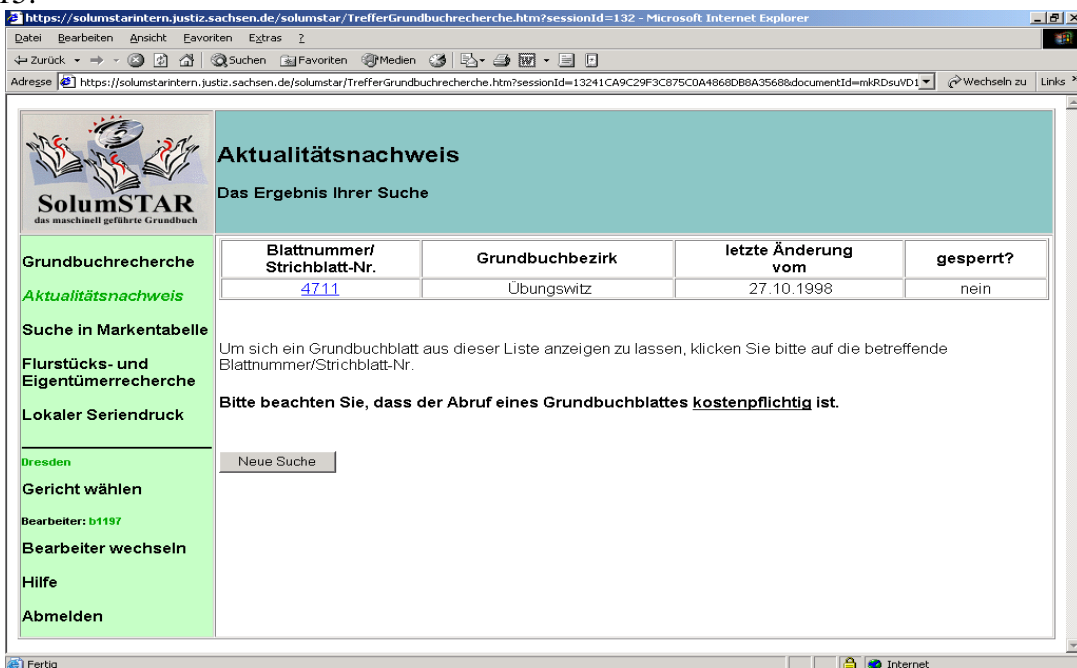 https://solumstarintern.justiz.sachsen.de/solumstar/TrefferGrundbuchrecherche.htm?sessionId=132 - Microsoft Internet Explorer
Datei Bearbeiten Ansicht Favoriten Extras ?
Zurück Suchen Favoriten Medien
Adresse https://solumstarintern.justiz.sachsen.de/solumstar/TrefferGrundbuchrecherche.htm?sessionId=13241CA9C29F3C875C0A4868DB8A3568&documentId=mkRDsuVD1 Wechseln zu Links
SolumSTAR
das maschinell geführte Grundbuch
Aktualitätsnachweis
Das Ergebnis Ihrer Suche
Grundbuchrecherche
Aktualitätsnachweis
Suche in Markentabelle
Flurstücks- und
Eigentümerrecherche
Lokaler Seriendruck
Dresden
Gericht wählen
Bearbeiter: b1197
Bearbeiter wechseln
Hilfe
Abmelden
Blattnummer/
Strichblatt-Nr.
Grundbuchbezirk
letzte Änderung
vom
gesperrt?
4711 Übungswitz 27.10.1998 nein
Um sich ein Grundbuchblatt aus dieser Liste anzeigen zu lassen, klicken Sie bitte auf die betreffende
Blattnummer/Strichblatt-Nr.
Bitte beachten Sie, dass der Abruf eines Grundbuchblattes kostenpflichtig ist.
Neue Suche
Fertig Internet